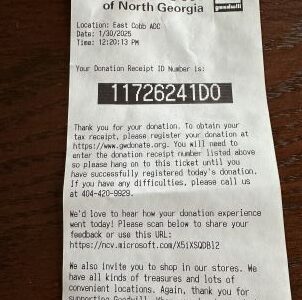 of North Georgia
goodwill
Location: East Cobb ADC
Date: 1/30/2025
Time: 12:20:13 PM
Your Donation Receipt ID Number is:
11726241D0
Thank you for your donation. To obtain your
tax receipt, please register your donation at
https://www.gwdonate.org. You will need to
enter the donation receipt number listed above
so please hang on to this ticket until you
have successfully registered today's donation.
If you have any difficulties, please call us
at 404-420-9929.
We'd love to hear how your donation experience
went today! Please scan below to share your
feedback or use this URL:
https://ncv.microsoft.com/X5iXSQDB12
We also invite you to shop in our stores. We
have all kinds of treasures and lots of
convenient locations. Again, thank you for
supporting Goodwill.